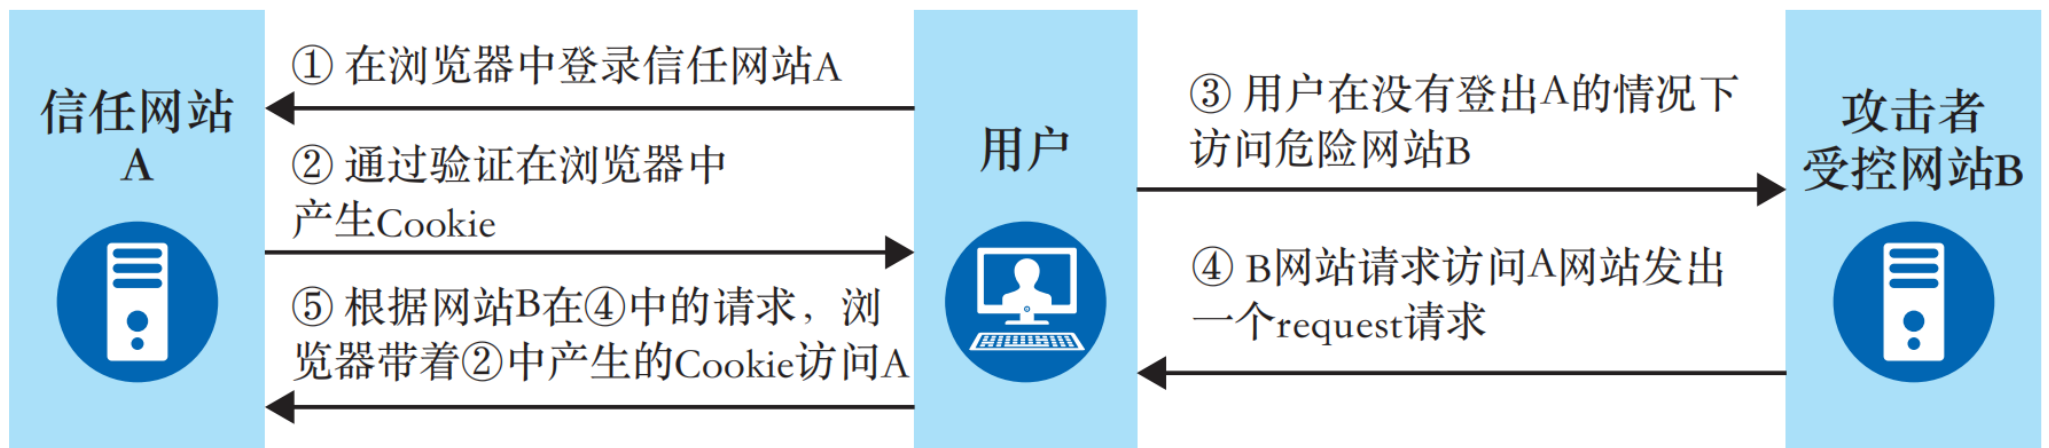 信任网站
A
① 在浏览器中登录信任网站A
② 通过验证在浏览器中
产生Cookie
⑤ 根据网站B在④中的请求，浏
览器带着②中产生的Cookie访问A
用户
③ 用户在没有登出A的情况下
访问危险网站B
④ B网站请求访问A网站发出
一个request请求
攻击者
受控网站B